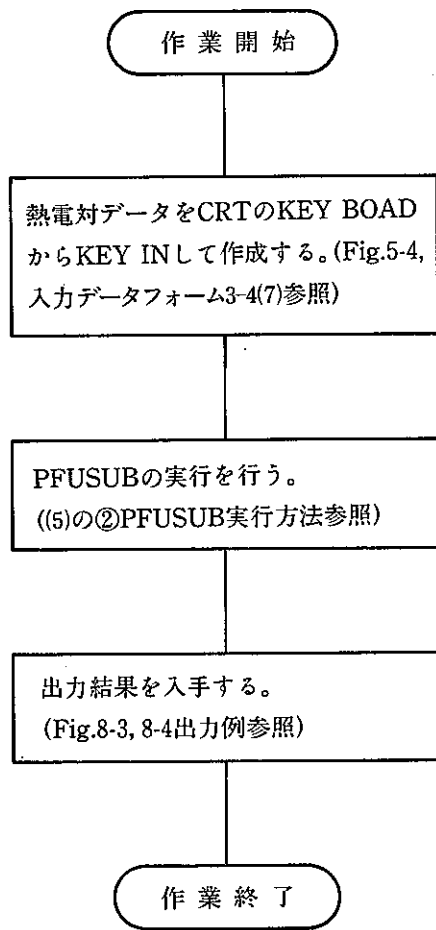 作業開始
熱電対データをCRTのKEY BOAD
からKEY INして作成する。(Fig.5-4,
入力データフォーム3-4(7)参照)
PFUSUBの実行を行う。
((5)の②PFUSUB実行方法参照)
出力結果を入手する。
(Fig.8-3, 8-4出力例参照)
作業終了